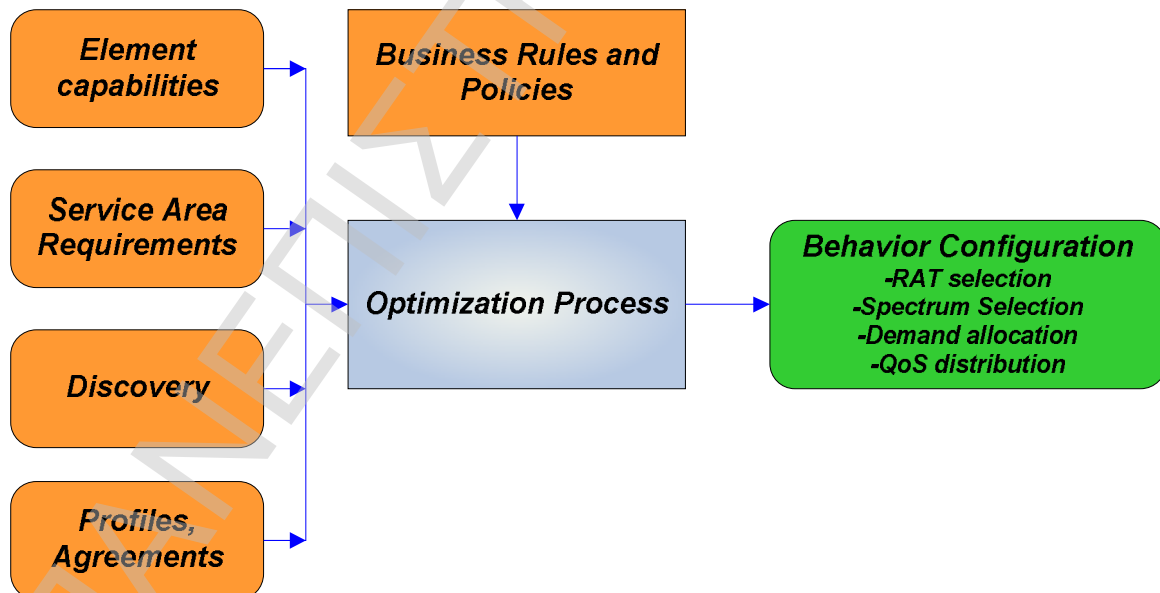 Element
capabilities
Business Rules and
Policies
Service Area
Requirements
Optimization Process
Behavior Configuration
-RAT selection
-Spectrum Selection
-Demand allocation
-QoS distribution
Discovery
Profiles,
Agreements
ΠΑΝΕΠΙΣΤ